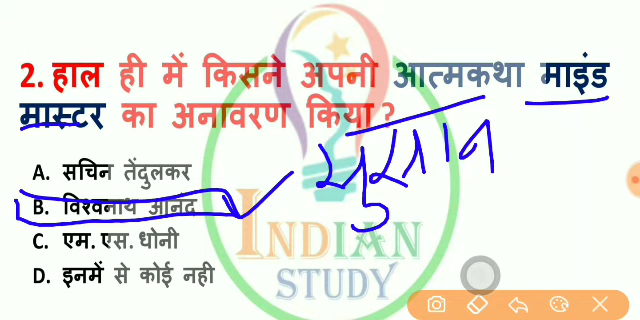 2. हाल ही में किसने अपनी आत्मकथा माइंड
मास्टर का अनावरण किया?
A. सचिन तेंदुलकर
B. विश्वनाथ आनंद
C. एम. एस. धोनी
D. इनमें से कोई नही
INDIAN
STUDY